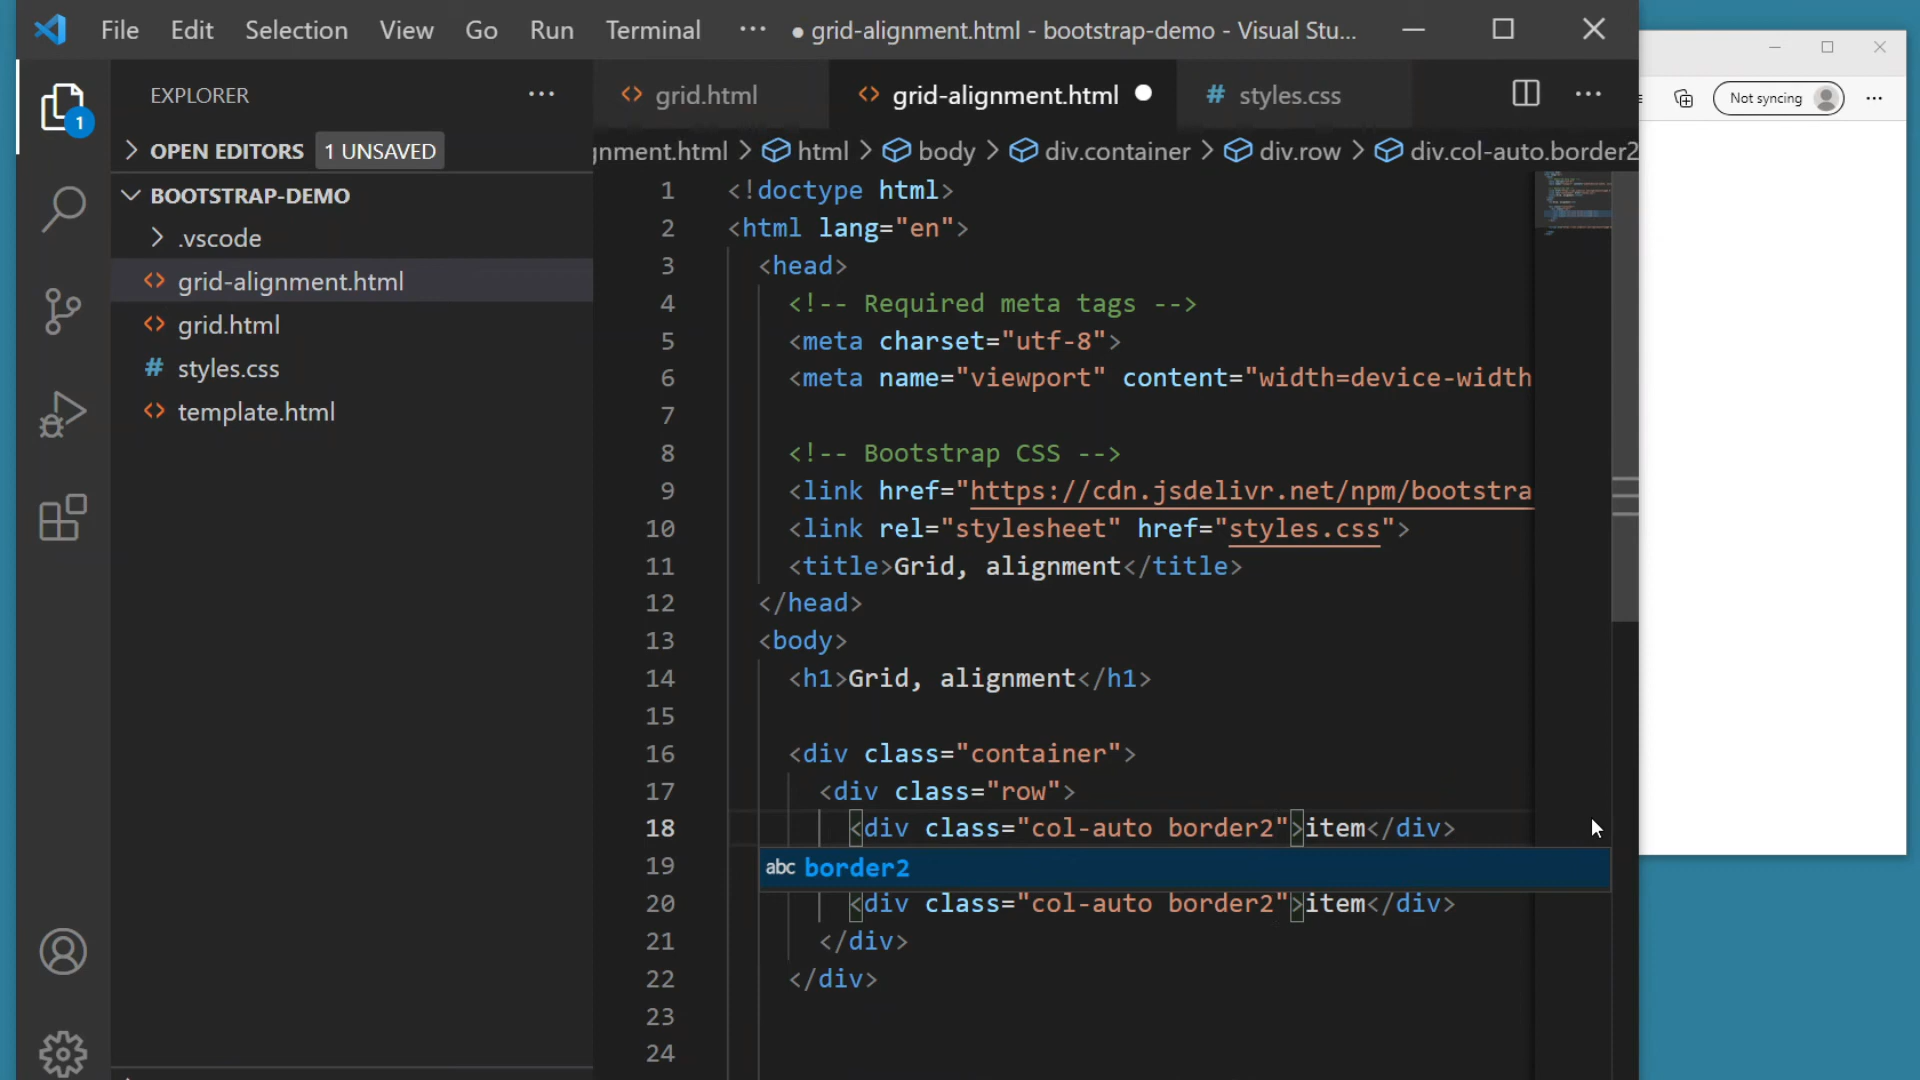 File Edit Selection View Go Run Terminal ··· ● grid-alignment.html - bootstrap-demo - Visual Stu...
Not syncing ···
EXPLORER ···
grid.html grid-alignment.html styles.css ···
1
OPEN EDITORS 1 UNSAVED
gnment.html > html > body > div.container > div.row > div.col-auto.border2
BOOTSTRAP-DEMO
.vscode
grid-alignment.html
grid.html
styles.css
template.html
1 <!doctype html>
2 <html lang="en">
3 <head>
4 <!-- Required meta tags -->
5 <meta charset="utf-8">
6 <meta name="viewport" content="width=device-width
7
8 <!-- Bootstrap CSS -->
9 <link href="https://cdn.jsdelivr.net/npm/bootstra
10 <link rel="stylesheet" href="styles.css">
11 <title>Grid, alignment</title>
12 </head>
13 <body>
14 <h1>Grid, alignment</h1>
15
16 <div class="container">
17 <div class="row">
18 <div class="col-auto border2">item</div>
19 abc border2
20 <div class="col-auto border2">item</div>
21 </div>
22 </div>
23
24